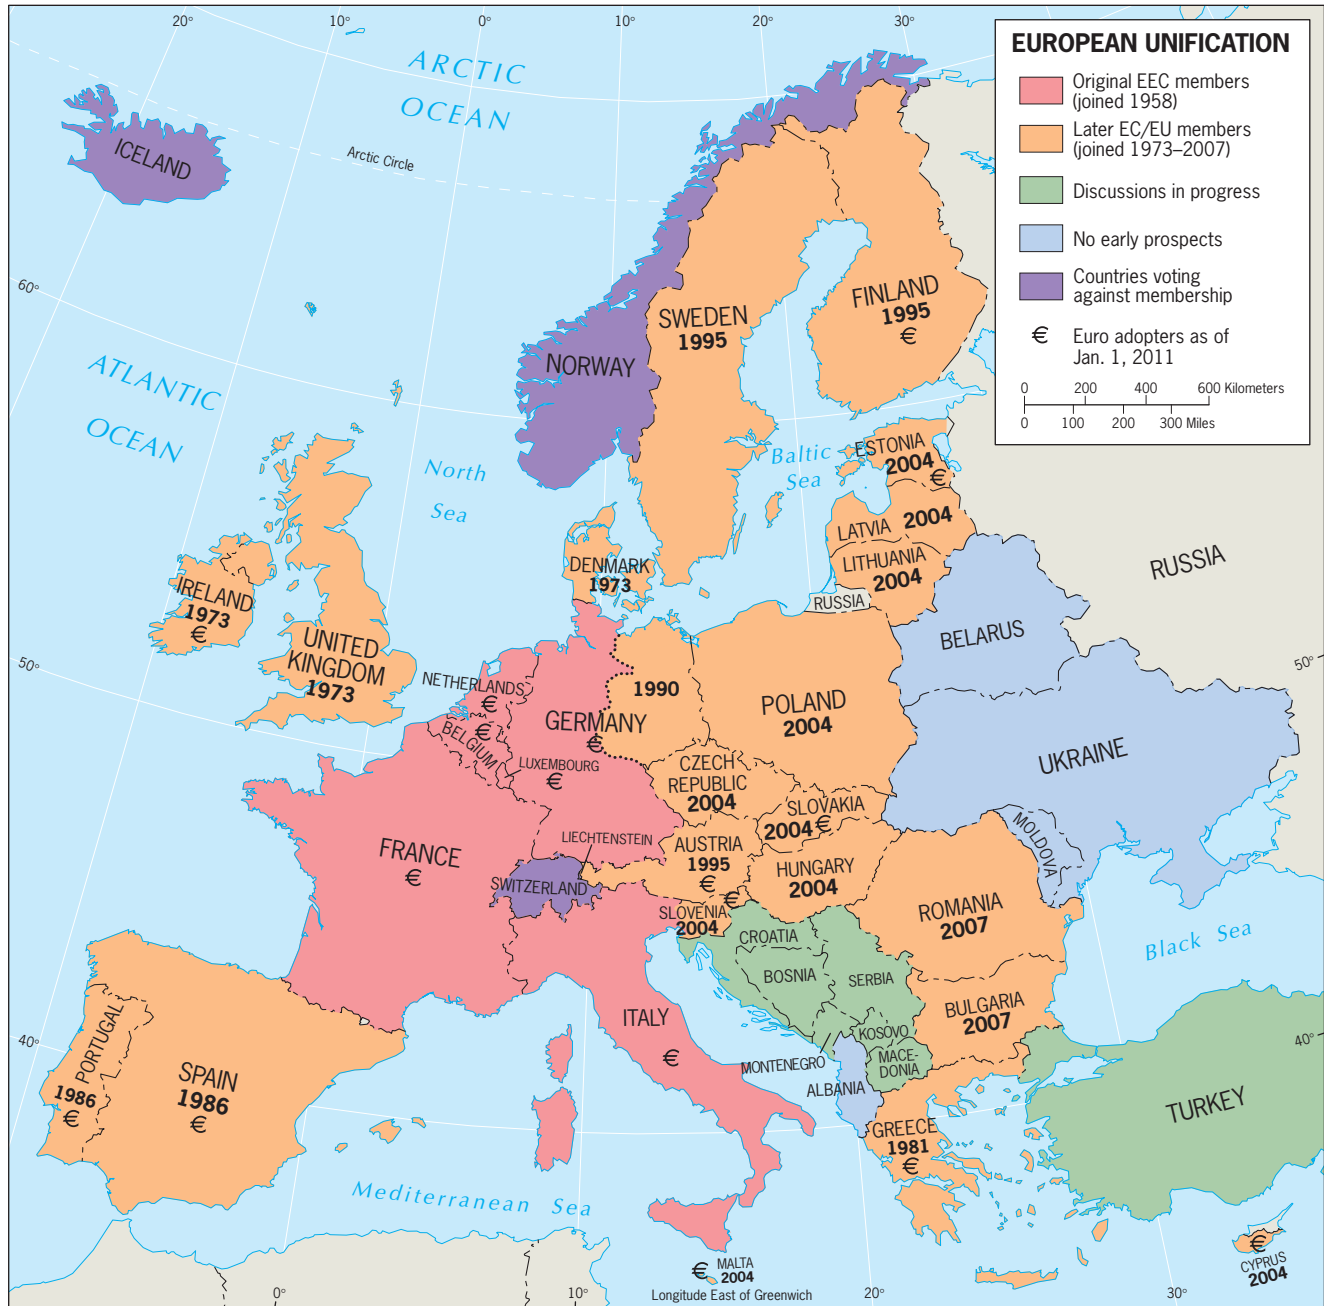 20°
10°
0°
10°
20°
30°
EUROPEAN UNIFICATION
Original EEC members
(joined 1958)
Later EC/EU members
(joined 1973–2007)
Discussions in progress
No early prospects
Countries voting
against membership
€ Euro adopters as of
Jan. 1, 2011
0 200 400 600 Kilometers
0 100 200 300 Miles
ARCTIC
OCEAN
Arctic Circle
ICELAND
60°
ATLANTIC
OCEAN
NORWAY
SWEDEN
1995
FINLAND
1995
€
North
Sea
Baltic
Sea
ESTONIA
2004
€
LATVIA 2004
LITHUANIA
2004
RUSSIA
RUSSIA
DENMARK
1973
IRELAND
1973
€
UNITED
KINGDOM
1973
50°
50°
BELARUS
NETHERLANDS
€
BELGIUM
€
LUXEMBOURG
€
GERMANY
€
1990
POLAND
2004
UKRAINE
CZECH
REPUBLIC
2004
SLOVAKIA
2004 €
LIECHTENSTEIN
AUSTRIA
1995
€
HUNGARY
2004
MOLDOVA
FRANCE
€
SWITZERLAND
SLOVENIA
2004
€
ROMANIA
2007
CROATIA
BOSNIA
SERBIA
Black Sea
BULGARIA
2007
KOSOVO
MONTENEGRO
MACE-
DONIA
ALBANIA
ITALY
€
40°
40°
PORTUGAL
1986
€
SPAIN
1986
€
GREECE
1981
€
TURKEY
Mediterranean Sea
€ MALTA
2004
€
CYPRUS
2004
0°
10°
Longitude East of Greenwich
20°
30°